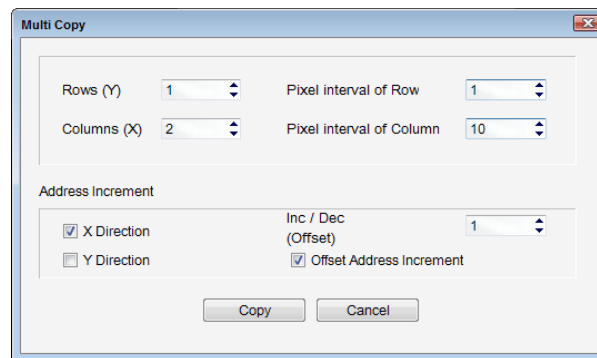 Multi Copy
Rows (Y) 1 Pixel interval of Row 1
Columns (X) 2 Pixel interval of Column 10
Address Increment
X Direction Inc / Dec (Offset) 1
Y Direction Offset Address Increment
Copy Cancel